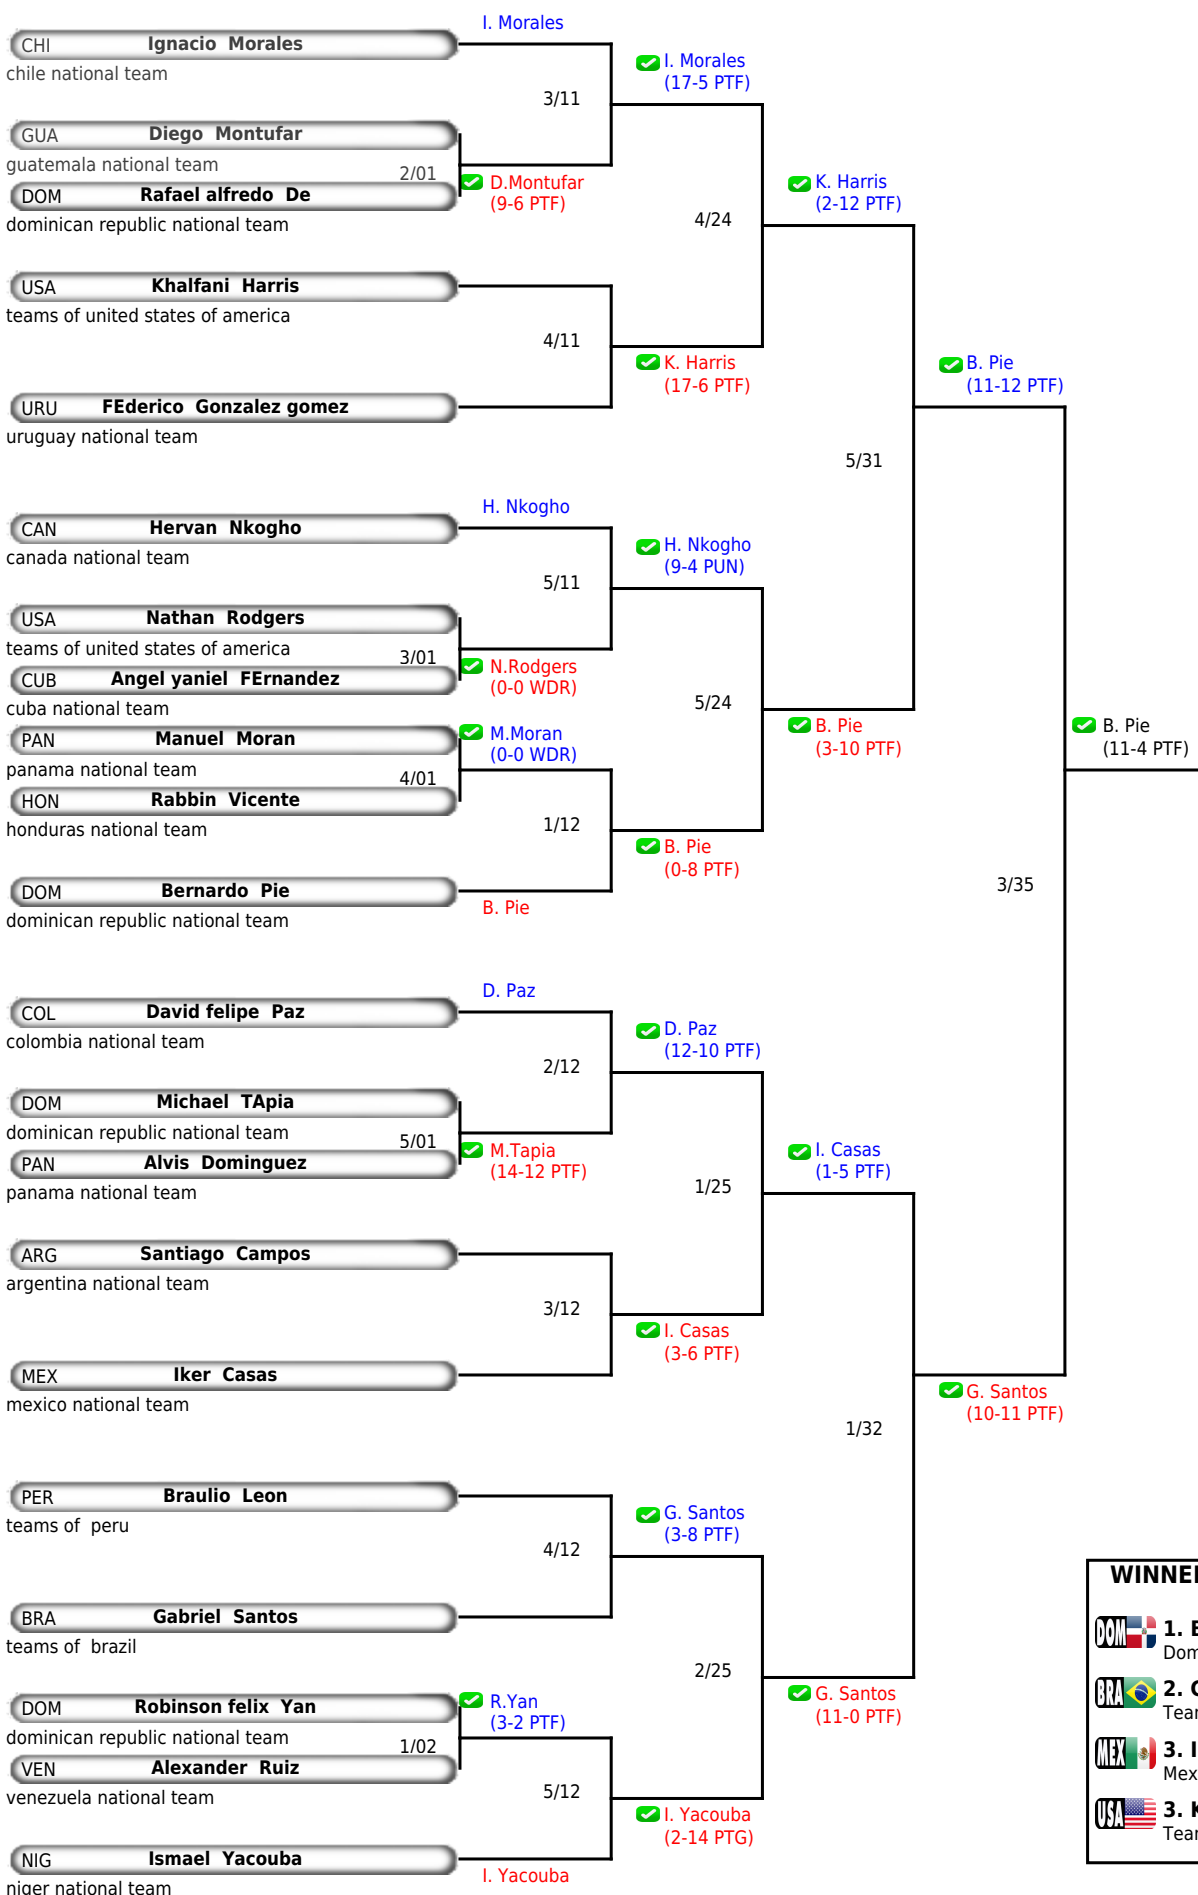 I. Morales
CHI Ignacio Morales
chile national team
I. Morales
(17-5 PTF)
3/11
GUA Diego Montufar
guatemala national team
2/01
D.Montufar
(9-6 PTF)
DOM Rafael alfredo De
dominican republic national team
K. Harris
(2-12 PTF)
4/24
USA Khalfani Harris
teams of united states of america
4/11
K. Harris
(17-6 PTF)
B. Pie
(11-12 PTF)
URU FEderico Gonzalez gomez
uruguay national team
5/31
H. Nkogho
CAN Hervan Nkogho
canada national team
H. Nkogho
(9-4 PUN)
5/11
USA Nathan Rodgers
teams of united states of america
3/01
N.Rodgers
(0-0 WDR)
CUB Angel yaniel FErnandez
cuba national team
5/24
PAN Manuel Moran
panama national team
M.Moran
(0-0 WDR)
B. Pie
(3-10 PTF)
B. Pie
(11-4 PTF)
4/01
HON Rabbin Vicente
honduras national team
1/12
B. Pie
(0-8 PTF)
DOM Bernardo Pie
dominican republic national team
B. Pie
3/35
D. Paz
COL David felipe Paz
colombia national team
D. Paz
(12-10 PTF)
2/12
DOM Michael TApia
dominican republic national team
5/01
M.Tapia
(14-12 PTF)
PAN Alvis Dominguez
panama national team
I. Casas
(1-5 PTF)
1/25
ARG Santiago Campos
argentina national team
3/12
I. Casas
(3-6 PTF)
MEX Iker Casas
mexico national team
G. Santos
(10-11 PTF)
1/32
PER Braulio Leon
teams of peru
G. Santos
(3-8 PTF)
4/12
BRA Gabriel Santos
teams of brazil
2/25
DOM Robinson felix Yan
dominican republic national team
R.Yan
(3-2 PTF)
G. Santos
(11-0 PTF)
1/02
VEN Alexander Ruiz
venezuela national team
5/12
I. Yacouba
(2-14 PTG)
NIG Ismael Yacouba
niger national team
I. Yacouba
WINNE
DOM 1.
Dom
BRA 2.
Tea
MEX 3. I
Mex
USA 3. K
Tea